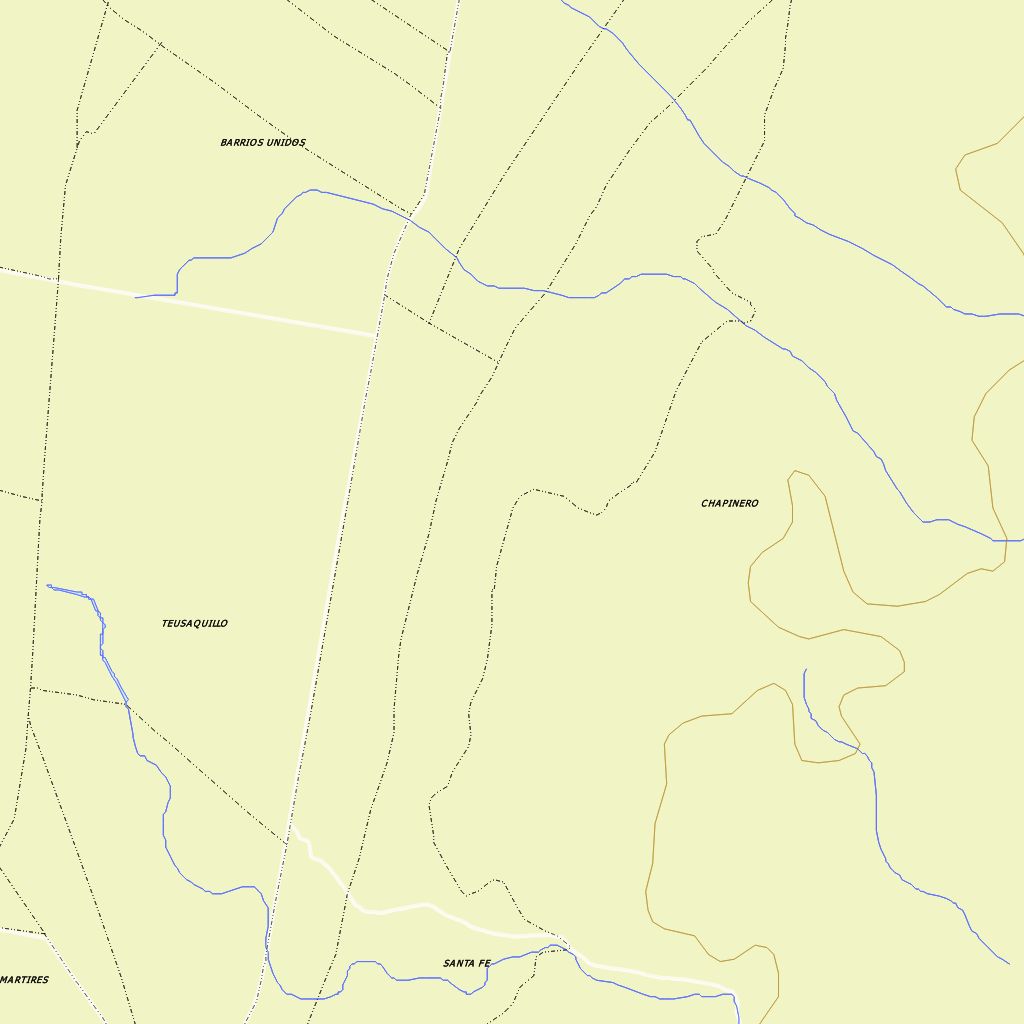 BARRIOS UNIDOS
CHAPINERO
TEUSAQUILLO
SANTA FE
MARTIRES